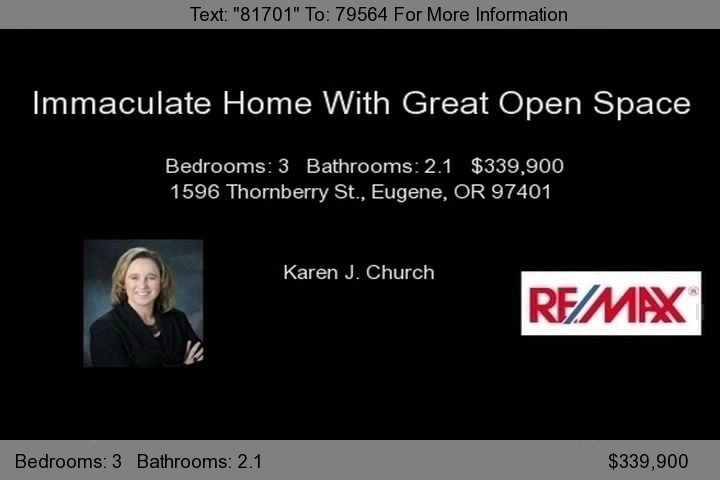 Text: "81701" To: 79564 For More Information
Immaculate Home With Great Open Space
Bedrooms: 3 Bathrooms: 2.1 $339,900
1596 Thornberry St., Eugene, OR 97401
Karen J. Church
RE/MAX®
Bedrooms: 3 Bathrooms: 2.1 $339,900